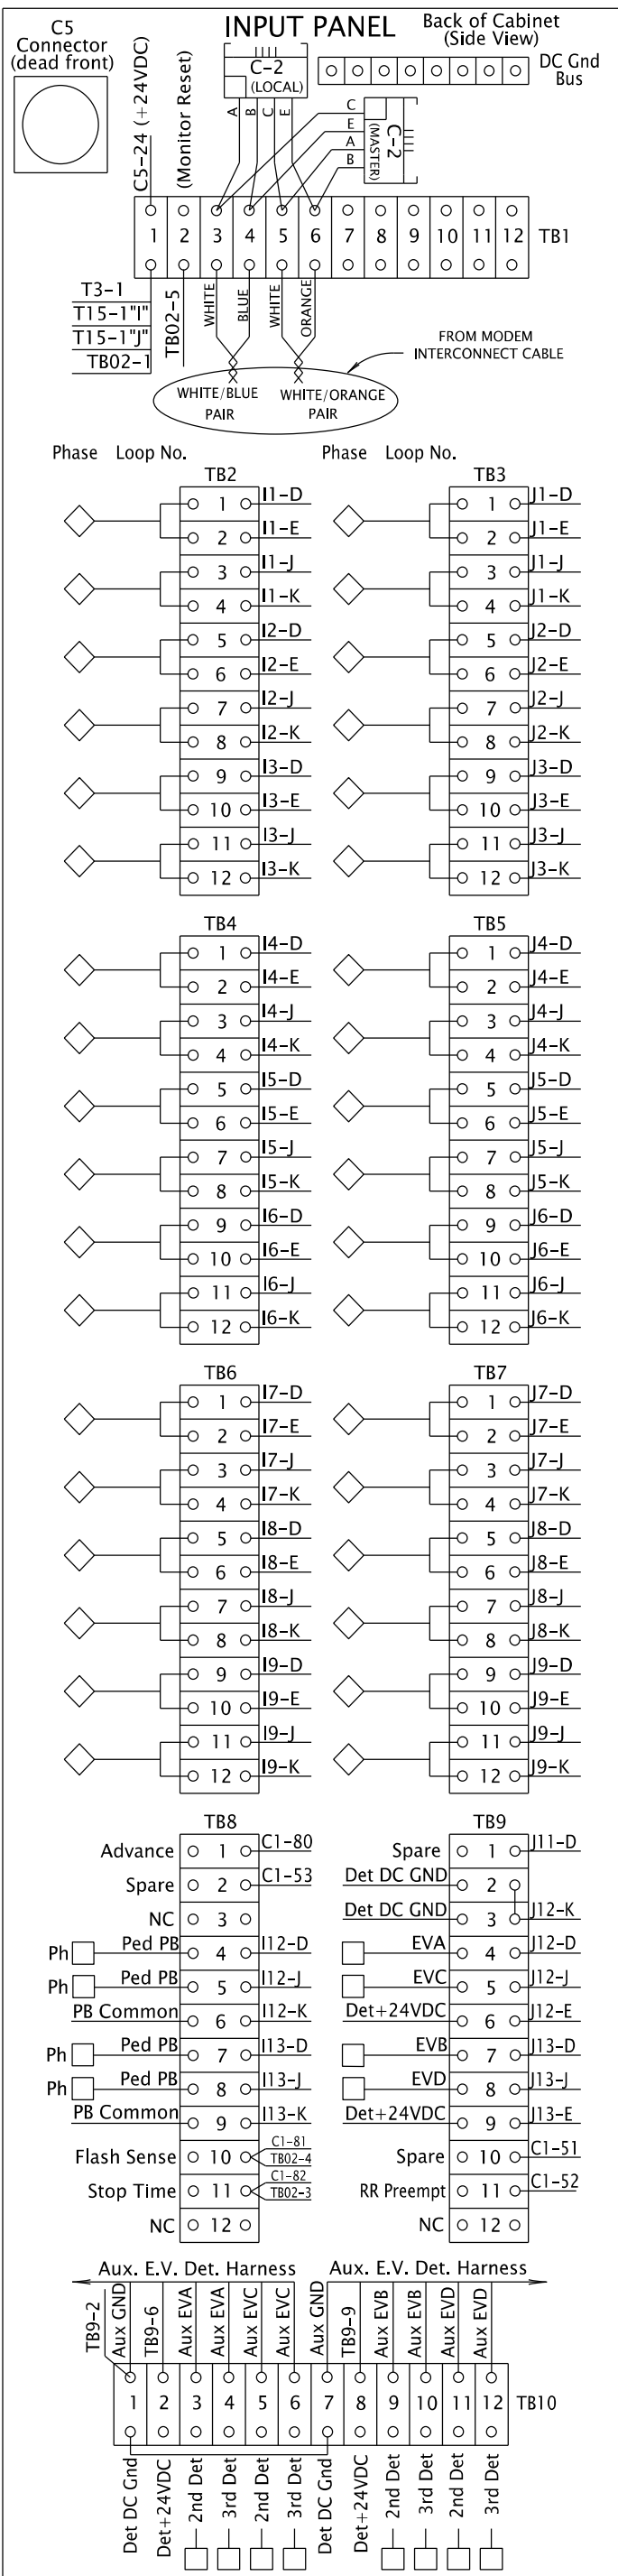 C5
Connector
(dead front)
INPUT PANEL
Back of Cabinet
(Side View)
DC Gnd
Bus
C-2
(LOCAL)
A B C E
C
E
A
B
C-2
(MASTER)
C5-24 (+24VDC)
(Monitor Reset)
1 2 3 4 5 6 7 8 9 10 11 12 TB1
T3-1
T15-1"I"
T15-1"J"
TB02-1
TB02-5
WHITE BLUE WHITE ORANGE
FROM MODEM
INTERCONNECT CABLE
WHITE/BLUE
PAIR
WHITE/ORANGE
PAIR
Phase Loop No.
TB2
1 I1-D
2 I1-E
3 I1-J
4 I1-K
5 I2-D
6 I2-E
7 I2-J
8 I2-K
9 I3-D
10 I3-E
11 I3-J
12 I3-K
Phase Loop No.
TB3
1 J1-D
2 J1-E
3 J1-J
4 J1-K
5 J2-D
6 J2-E
7 J2-J
8 J2-K
9 J3-D
10 J3-E
11 J3-J
12 J3-K
TB4
1 I4-D
2 I4-E
3 I4-J
4 I4-K
5 I5-D
6 I5-E
7 I5-J
8 I5-K
9 I6-D
10 I6-E
11 I6-J
12 I6-K
TB5
1 J4-D
2 J4-E
3 J4-J
4 J4-K
5 J5-D
6 J5-E
7 J5-J
8 J5-K
9 J6-D
10 J6-E
11 J6-J
12 J6-K
TB6
1 I7-D
2 I7-E
3 I7-J
4 I7-K
5 I8-D
6 I8-E
7 I8-J
8 I8-K
9 I9-D
10 I9-E
11 I9-J
12 I9-K
TB7
1 J7-D
2 J7-E
3 J7-J
4 J7-K
5 J8-D
6 J8-E
7 J8-J
8 J8-K
9 J9-D
10 J9-E
11 J9-J
12 J9-K
TB8
Advance 1 C1-80
Spare 2 C1-53
NC 3
Ph Ped PB 4 I12-D
Ph Ped PB 5 I12-J
PB Common 6 I12-K
Ph Ped PB 7 I13-D
Ph Ped PB 8 I13-J
PB Common 9 I13-K
Flash Sense 10 C1-81
TB02-4
Stop Time 11 C1-82
TB02-3
NC 12
TB9
Spare 1 J11-D
Det DC GND 2
Det DC GND 3 J12-K
EVA 4 J12-D
EVC 5 J12-J
Det+24VDC 6 J12-E
EVB 7 J13-D
EVD 8 J13-J
Det+24VDC 9 J13-E
Spare 10 C1-51
RR Preempt 11 C1-52
NC 12
Aux. E.V. Det. Harness
Aux. E.V. Det. Harness
TB9-2
Aux GND
TB9-6
Aux EVA
Aux EVA
Aux EVC
Aux EVC
Aux GND
TB9-9
Aux EVB
Aux EVB
Aux EVD
Aux EVD
1 2 3 4 5 6 7 8 9 10 11 12 TB10
Det DC Gnd
Det+24VDC
2nd Det
3rd Det
2nd Det
3rd Det
Det DC Gnd
Det+24VDC
2nd Det
3rd Det
2nd Det
3rd Det